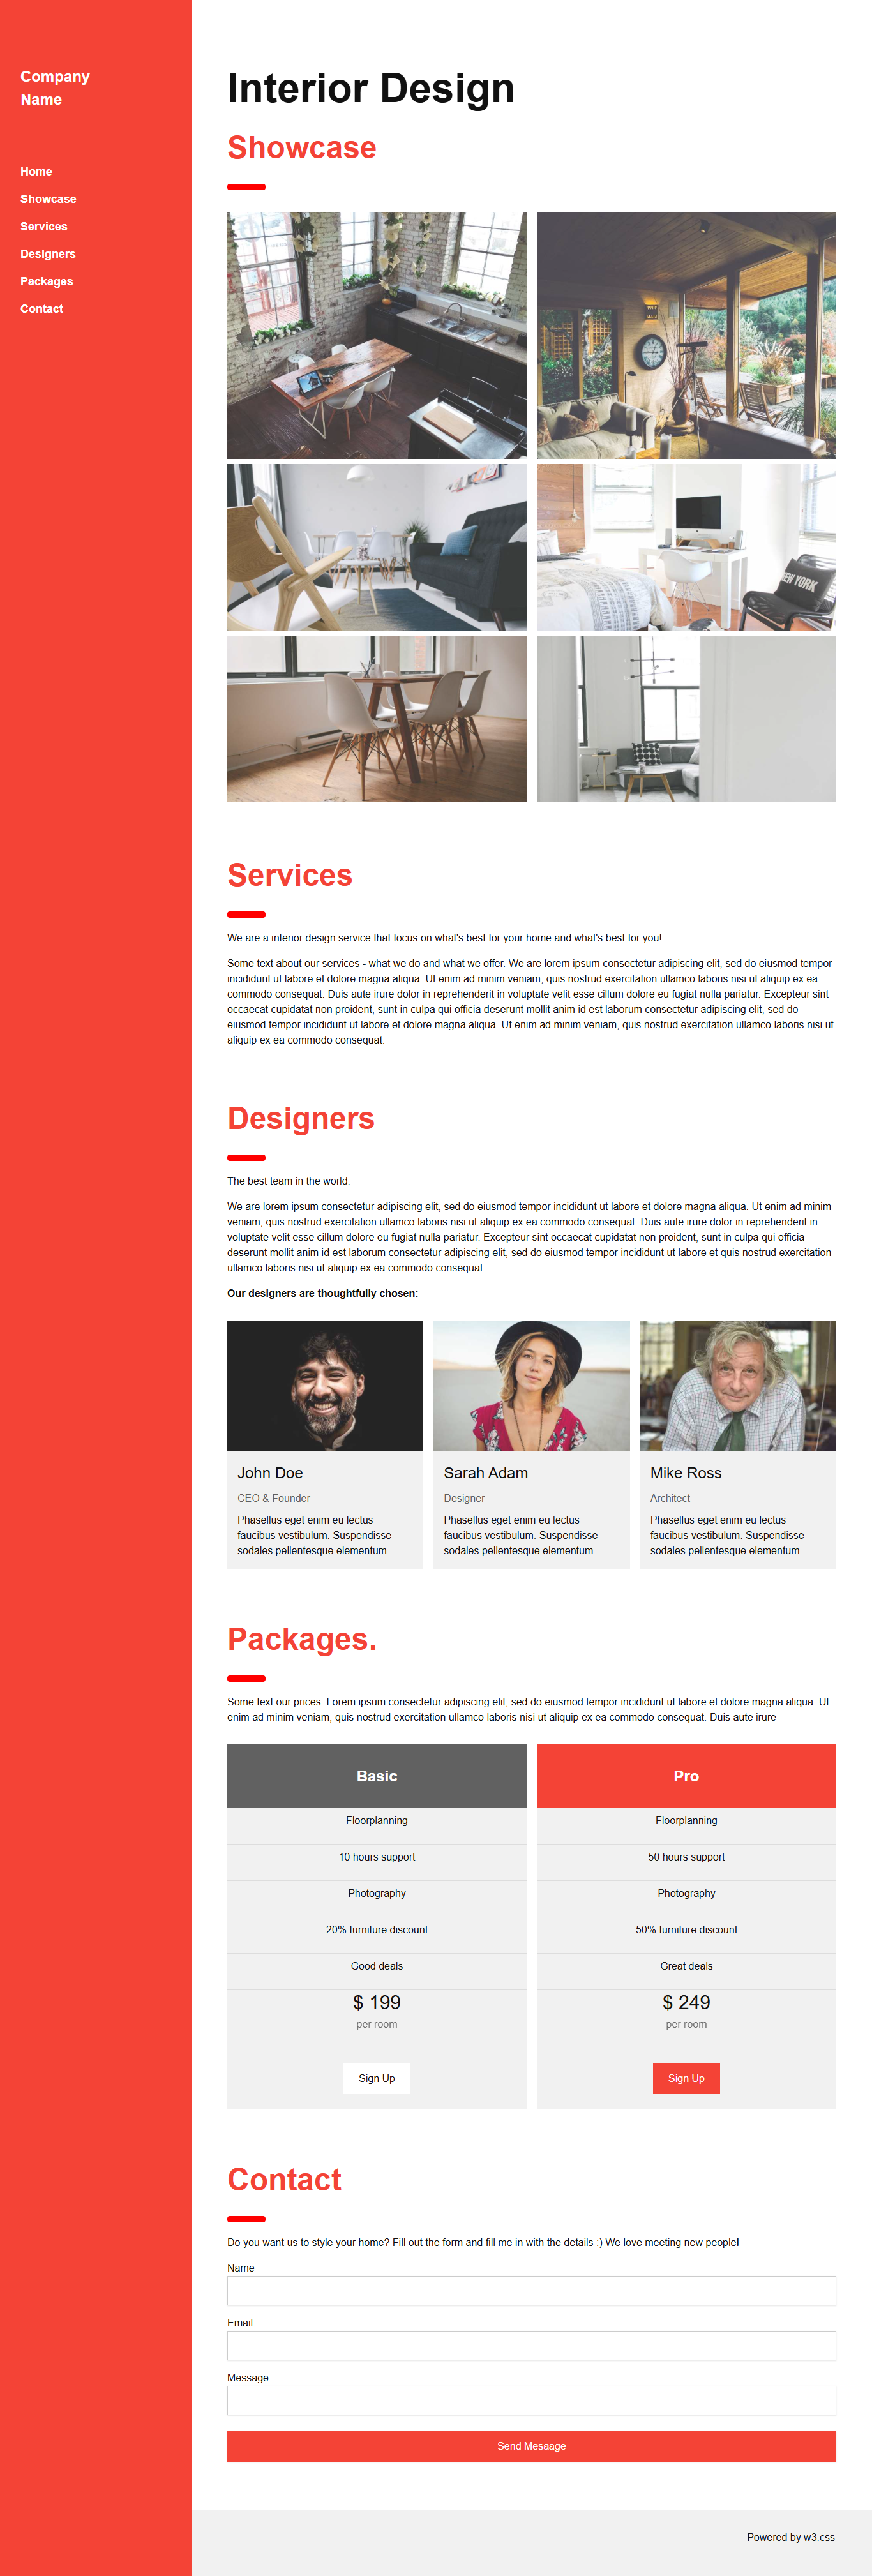 Company
Name
Home
Showcase
Services
Designers
Packages
Contact
Interior Design
Showcase
NEW YORK
Services
We are a interior design service that focus on what's best for your home and what's best for you!
Some text about our services - what we do and what we offer. We are lorem ipsum consectetur adipiscing elit, sed do eiusmod tempor
incididunt ut labore et dolore magna aliqua. Ut enim ad minim veniam, quis nostrud exercitation ullamco laboris nisi ut aliquip ex ea
commodo consequat. Duis aute irure dolor in reprehenderit in voluptate velit esse cillum dolore eu fugiat nulla pariatur. Excepteur sint
occaecat cupidatat non proident, sunt in culpa qui officia deserunt mollit anim id est laborum consectetur adipiscing elit, sed do
eiusmod tempor incididunt ut labore et dolore magna aliqua. Ut enim ad minim veniam, quis nostrud exercitation ullamco laboris nisi ut
aliquip ex ea commodo consequat.
Designers
The best team in the world.
We are lorem ipsum consectetur adipiscing elit, sed do eiusmod tempor incididunt ut labore et dolore magna aliqua. Ut enim ad minim
veniam, quis nostrud exercitation ullamco laboris nisi ut aliquip ex ea commodo consequat. Duis aute irure dolor in reprehenderit in
voluptate velit esse cillum dolore eu fugiat nulla pariatur. Excepteur sint occaecat cupidatat non proident, sunt in culpa qui officia
deserunt mollit anim id est laborum consectetur adipiscing elit, sed do eiusmod tempor incididunt ut labore et quis nostrud exercitation
ullamco laboris nisi ut aliquip ex ea commodo consequat.
Our designers are thoughtfully chosen:
John Doe
CEO & Founder
Phasellus eget enim eu lectus
faucibus vestibulum. Suspendisse
sodales pellentesque elementum.
Sarah Adam
Designer
Phasellus eget enim eu lectus
faucibus vestibulum. Suspendisse
sodales pellentesque elementum.
Mike Ross
Architect
Phasellus eget enim eu lectus
faucibus vestibulum. Suspendisse
sodales pellentesque elementum.
Packages.
Some text our prices. Lorem ipsum consectetur adipiscing elit, sed do eiusmod tempor incididunt ut labore et dolore magna aliqua. Ut
enim ad minim veniam, quis nostrud exercitation ullamco laboris nisi ut aliquip ex ea commodo consequat. Duis aute irure
Basic
Floorplanning
10 hours support
Photography
20% furniture discount
Good deals
$ 199
per room
Sign Up
Pro
Floorplanning
50 hours support
Photography
50% furniture discount
Great deals
$ 249
per room
Sign Up
Contact
Do you want us to style your home? Fill out the form and fill me in with the details :) We love meeting new people!
Name
Email
Message
Send Mesaage
Powered by w3.css